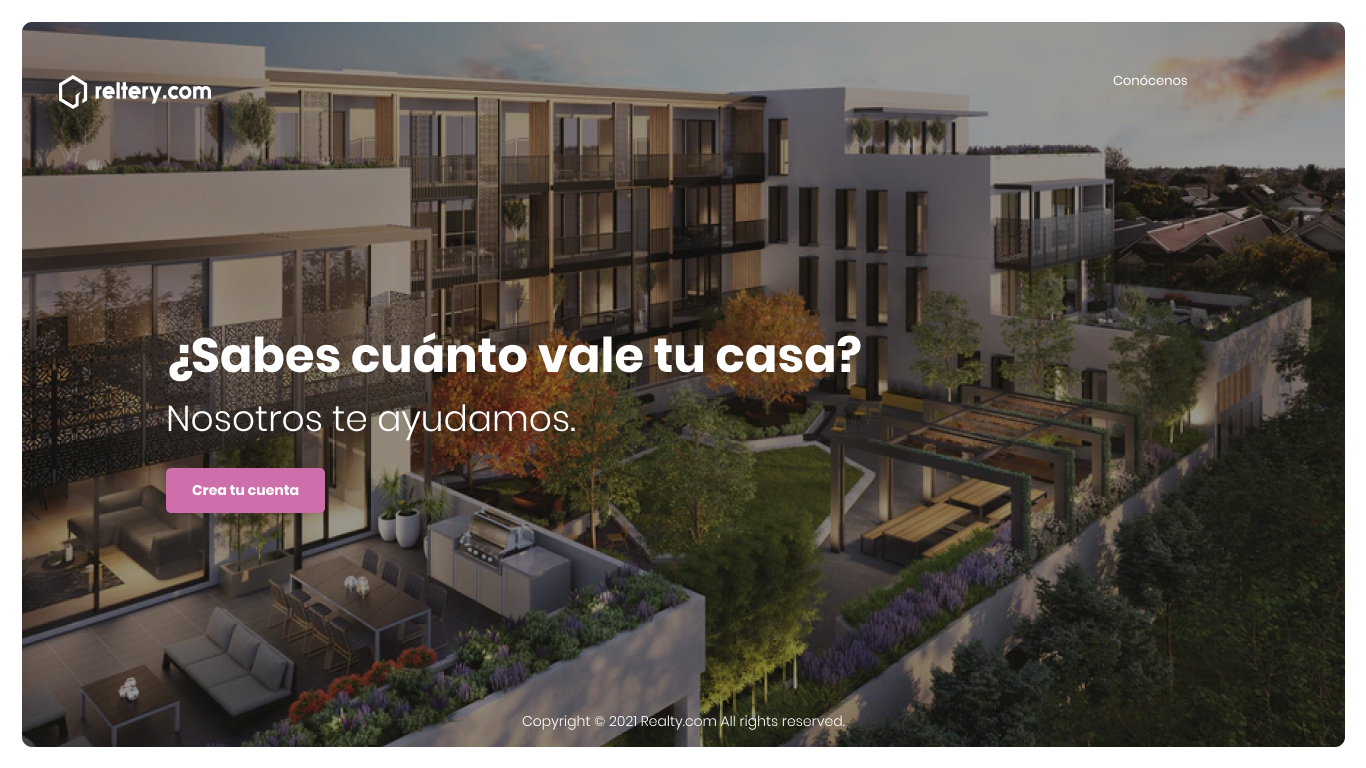 reltery.com
Conócenos
¿Sabes cuánto vale tu casa?
Nosotros te ayudamos.
Crea tu cuenta
Copyright © 2021 Realty.com All rights reserved.